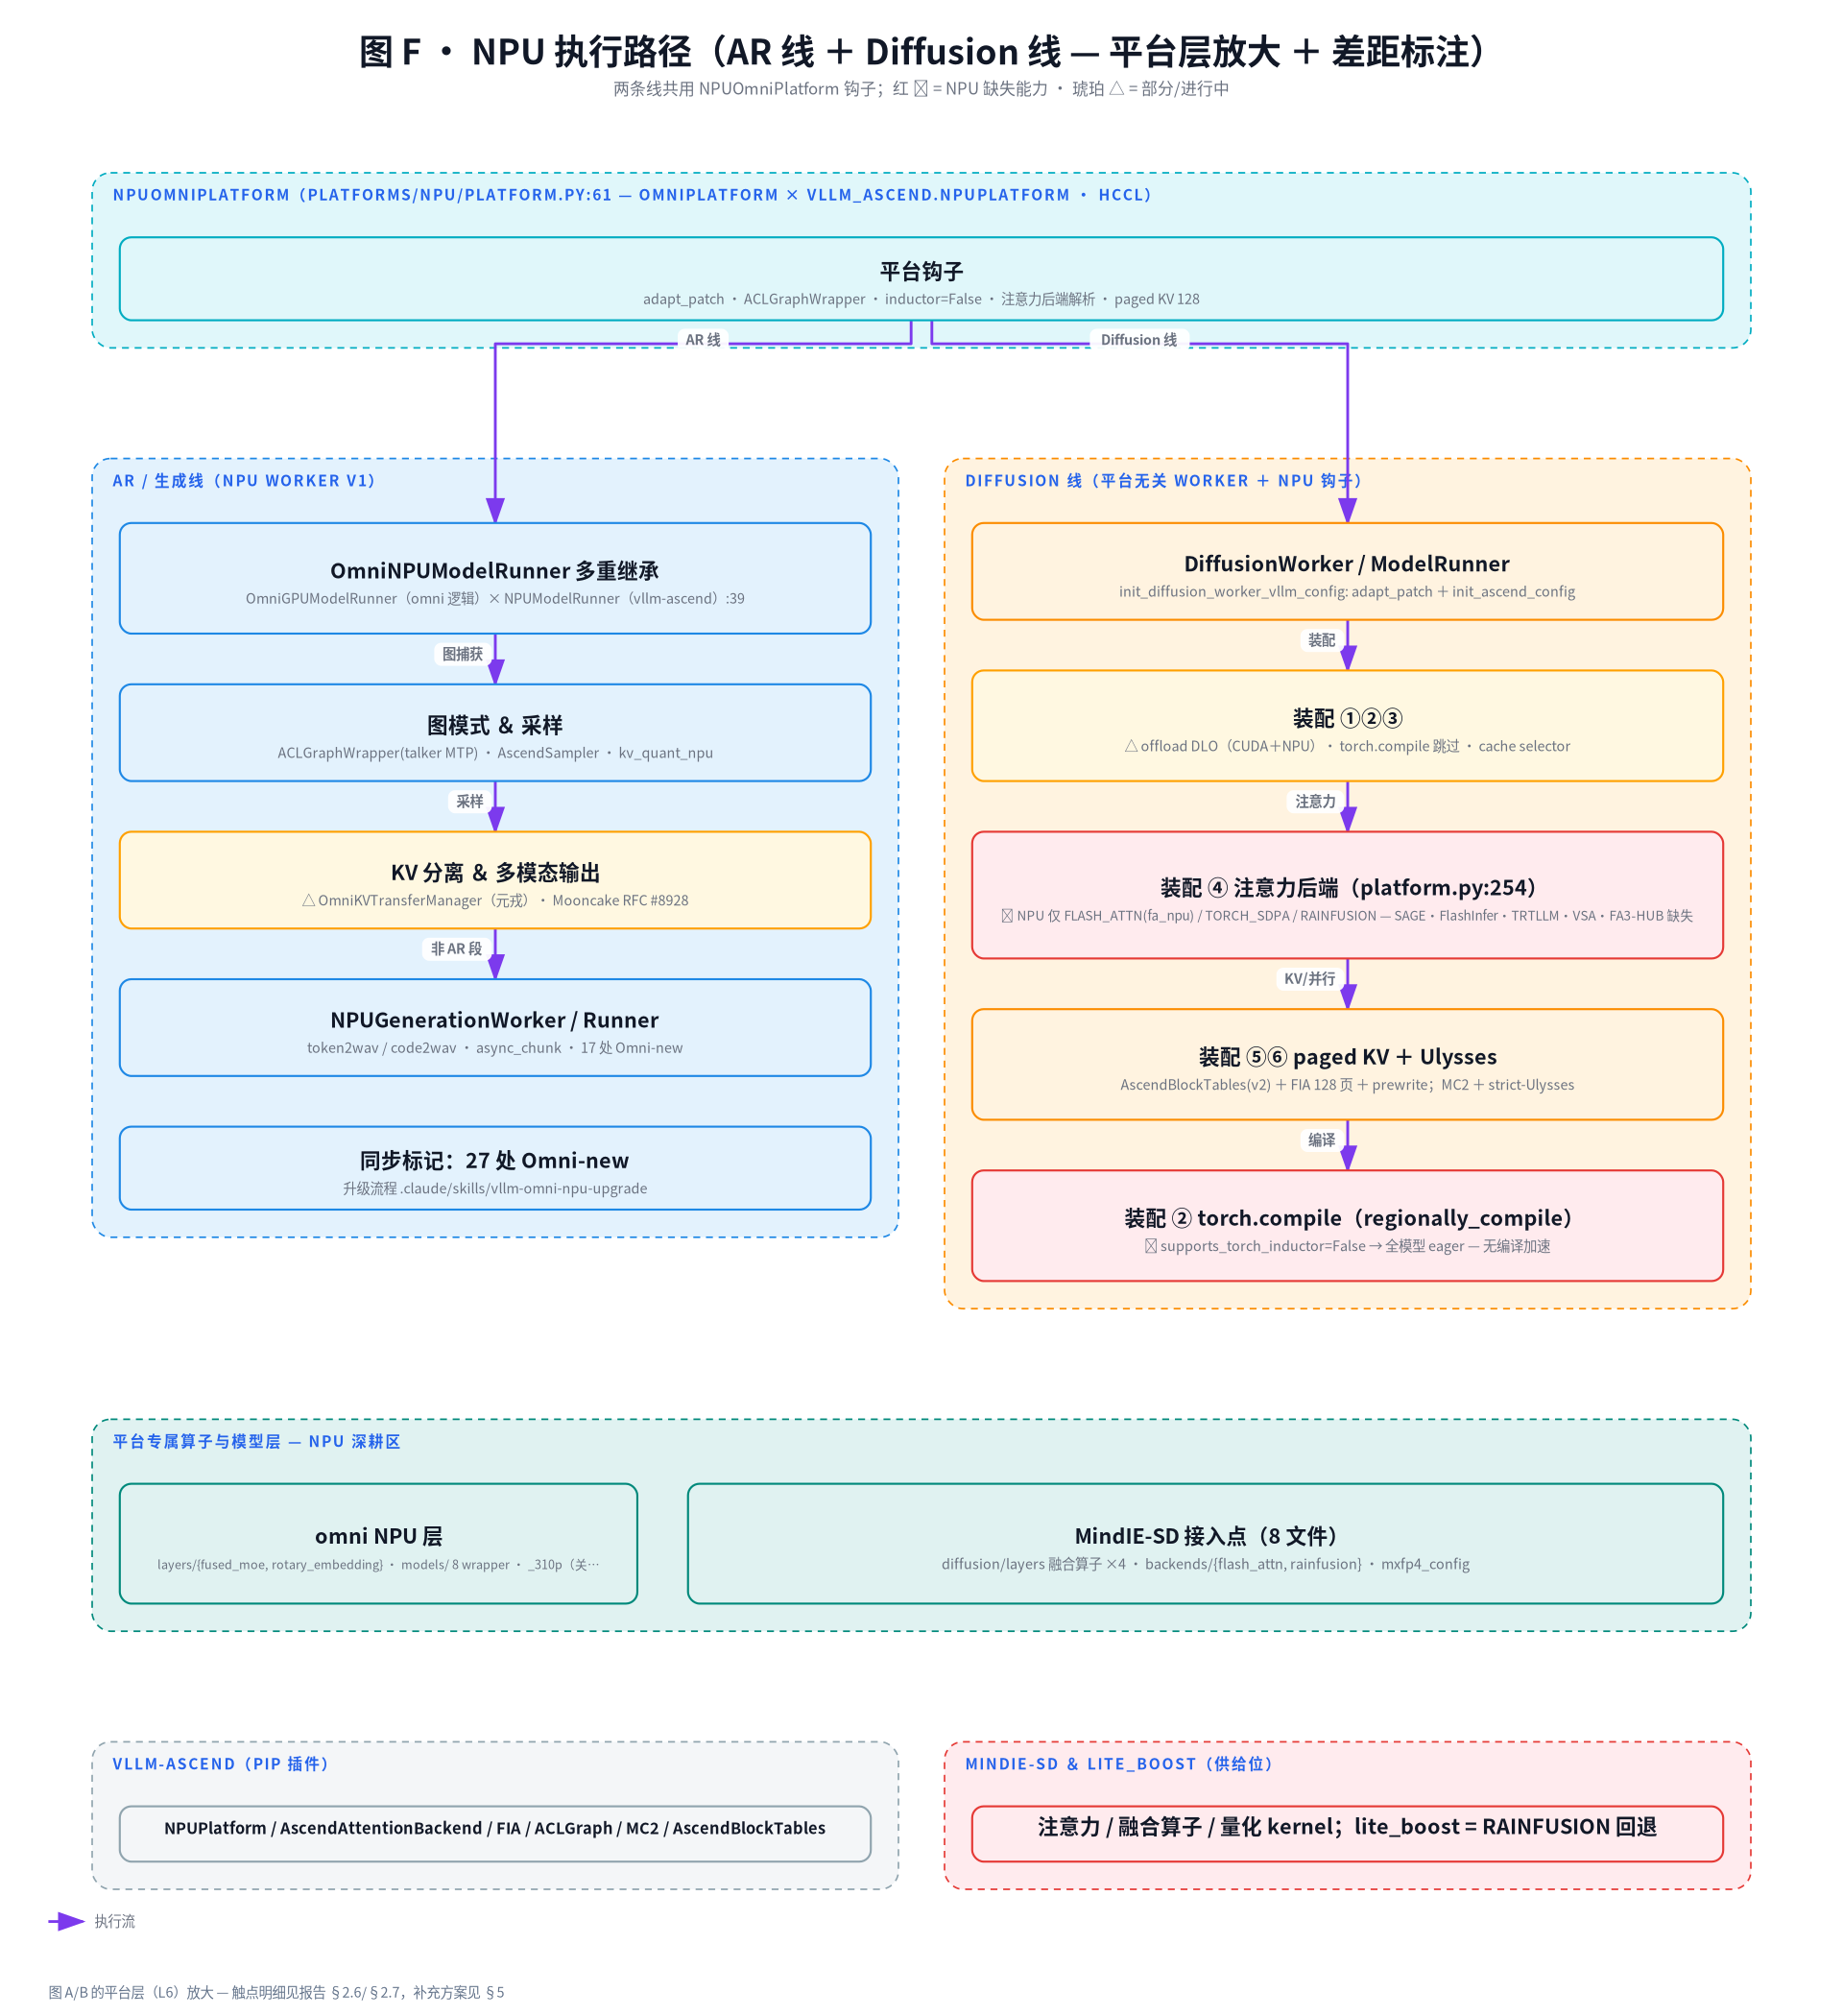 图 F · NPU 执行路径（AR 线 ＋ Diffusion 线 — 平台层放大 ＋ 差距标注）
两条线共用 NPUOmniPlatform 钩子；红 = NPU 缺失能力 · 琥珀 △ = 部分/进行中
NPUOMNIPLATFORM（PLATFORMS/NPU/PLATFORM.PY:61 — OMNIPLATFORM × VLLM_ASCEND.NPUPLATFORM · HCCL）
平台钩子
adapt_patch · ACLGraphWrapper · inductor=False · 注意力后端解析 · paged KV 128
AR 线
Diffusion 线
AR / 生成线（NPU WORKER V1）
OmniNPUModelRunner 多重继承
OmniGPUModelRunner（omni 逻辑）× NPUModelRunner（vllm-ascend）:39
图捕获
图模式 & 采样
ACLGraphWrapper(talker MTP) · AscendSampler · kv_quant_npu
采样
KV 分离 & 多模态输出
△ OmniKVTransferManager（元戎）· Mooncake RFC #8928
非 AR 段
NPUGenerationWorker / Runner
token2wav / code2wav · async_chunk · 17 处 Omni-new
同步标记：27 处 Omni-new
升级流程 .claude/skills/vllm-omni-npu-upgrade
DIFFUSION 线（平台无关 WORKER ＋ NPU 钩子）
DiffusionWorker / ModelRunner
init_diffusion_worker_vllm_config: adapt_patch ＋ init_ascend_config
装配
装配 ①②③
△ offload DLO（CUDA＋NPU）· torch.compile 跳过 · cache selector
注意力
装配 ④ 注意力后端（platform.py:254）
NPU 仅 FLASH_ATTN(fa_npu) / TORCH_SDPA / RAINFUSION — SAGE · FlashInfer · TRTLLM · VSA · FA3-HUB 缺失
KV/并行
装配 ⑤⑥ paged KV ＋ Ulysses
AscendBlockTables(v2) ＋ FIA 128 页 ＋ prewrite；MC2 ＋ strict-Ulysses
编译
装配 ② torch.compile（regionally_compile）
supports_torch_inductor=False → 全模型 eager — 无编译加速
平台专属算子与模型层 — NPU 深耕区
omni NPU 层
layers/{fused_moe, rotary_embedding} · models/ 8 wrapper · _310p（关…
MindIE-SD 接入点（8 文件）
diffusion/layers 融合算子 ×4 · backends/{flash_attn, rainfusion} · mxfp4_config
VLLM-ASCEND（PIP 插件）
NPUPlatform / AscendAttentionBackend / FIA / ACLGraph / MC2 / AscendBlockTables
MINDIE-SD & LITE_BOOST（供给位）
注意力 / 融合算子 / 量化 kernel；lite_boost = RAINFUSION 回退
执行流
图 A/B 的平台层（L6）放大 — 触点明细见报告 §2.6/§2.7，补充方案见 §5